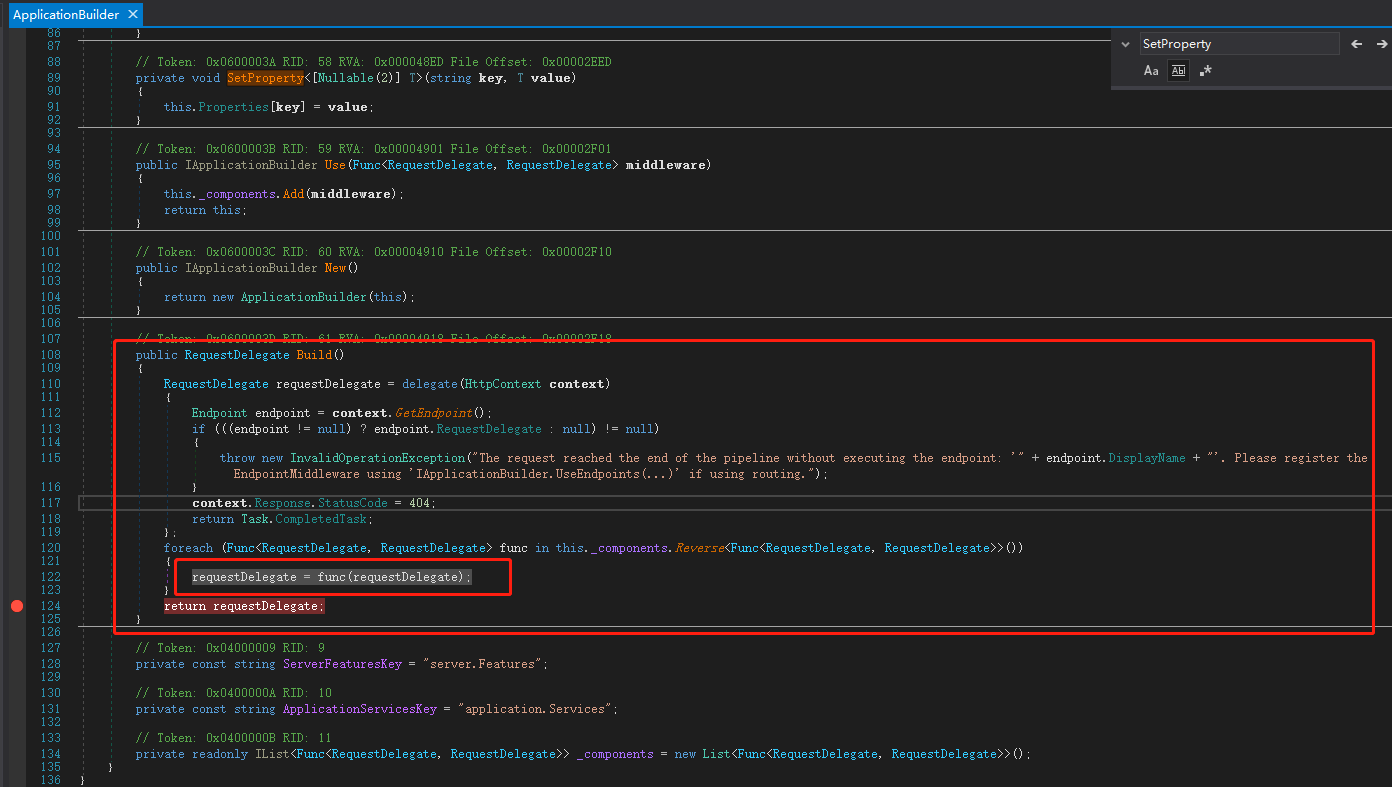 ApplicationBuilder ×
SetProperty
Aa Ab .*
86 }
87
88 // Token: 0x0600003A RID: 58 RVA: 0x000048ED File Offset: 0x00002EED
89 private void SetProperty<[Nullable(2)] T>(string key, T value)
90 {
91 this.Properties[key] = value;
92 }
93
94 // Token: 0x0600003B RID: 59 RVA: 0x00004901 File Offset: 0x00002F01
95 public IApplicationBuilder Use(Func<RequestDelegate, RequestDelegate> middleware)
96 {
97 this._components.Add(middleware);
98 return this;
99 }
100
101 // Token: 0x0600003C RID: 60 RVA: 0x00004910 File Offset: 0x00002F10
102 public IApplicationBuilder New()
103 {
104 return new ApplicationBuilder(this);
105 }
106
107 // Token: 0x0600003D RID: 61 RVA: 0x00004918 File Offset: 0x00002F18
108 public RequestDelegate Build()
109 {
110 RequestDelegate requestDelegate = delegate(HttpContext context)
111 {
112 Endpoint endpoint = context.GetEndpoint();
113 if (((endpoint != null) ? endpoint.RequestDelegate : null) != null)
114 {
115 throw new InvalidOperationException("The request reached the end of the pipeline without executing the endpoint: '" + endpoint.DisplayName + "'. Please register the
EndpointMiddleware using 'IApplicationBuilder.UseEndpoints(...)' if using routing.");
116 }
117 context.Response.StatusCode = 404;
118 return Task.CompletedTask;
119 };
120 foreach (Func<RequestDelegate, RequestDelegate> func in this._components.Reverse<Func<RequestDelegate, RequestDelegate>>())
121 {
122 requestDelegate = func(requestDelegate);
123 }
124 return requestDelegate;
125 }
126
127 // Token: 0x04000009 RID: 9
128 private const string ServerFeaturesKey = "server.Features";
129
130 // Token: 0x0400000A RID: 10
131 private const string ApplicationServicesKey = "application.Services";
132
133 // Token: 0x0400000B RID: 11
134 private readonly IList<Func<RequestDelegate, RequestDelegate>> _components = new List<Func<RequestDelegate, RequestDelegate>>();
135 }
136 }